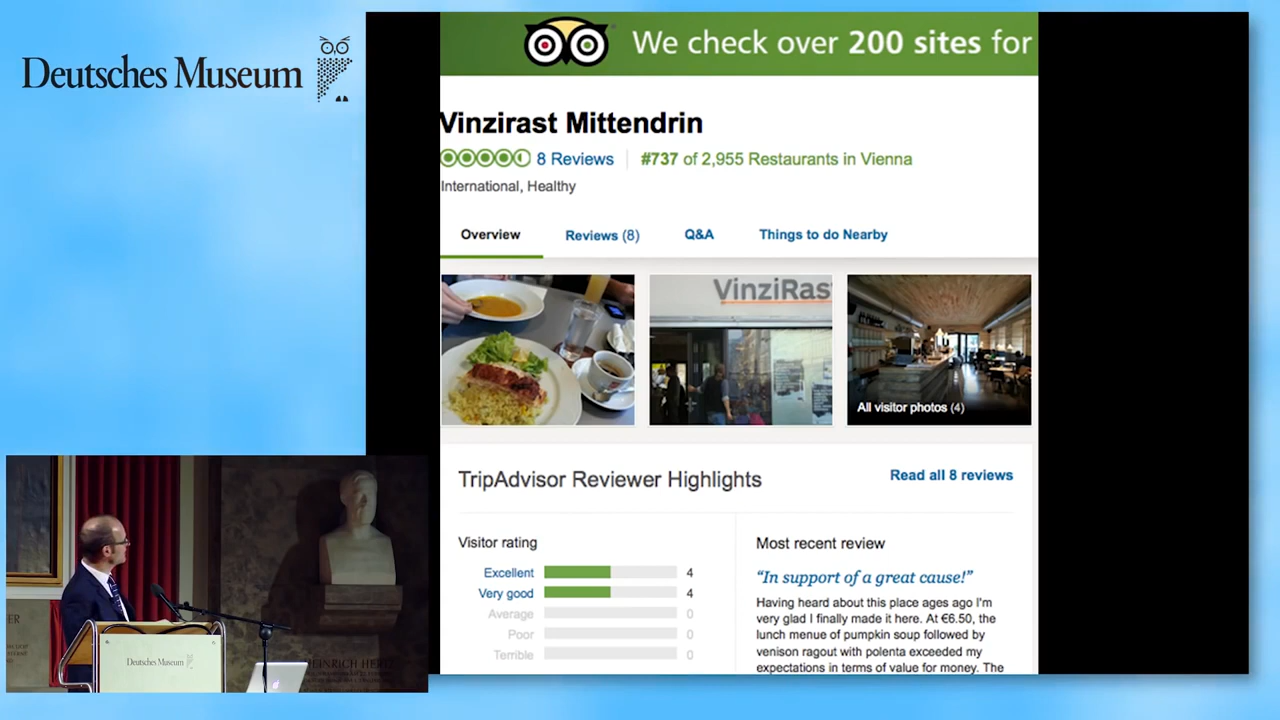 Deutsches Museum
We check over 200 sites for
Vinzirast Mittendrin
8 Reviews
#737 of 2,955 Restaurants in Vienna
International, Healthy
Overview
Reviews (8)
Q&A
Things to do Nearby
VinziRas
All visitor photos (4)
TripAdvisor Reviewer Highlights
Read all 8 reviews
Visitor rating
Excellent 4
Very good 4
Average 0
Poor 0
Terrible 0
Most recent review
“In support of a great cause!”
Having heard about this place ages ago I'm
very glad I finally made it here. At €6.50, the
lunch menue of pumpkin soup followed by
venison ragout with polenta exceeded my
expectations in terms of value for money. The
Deutsches Museum
HEINRICH HERTZ